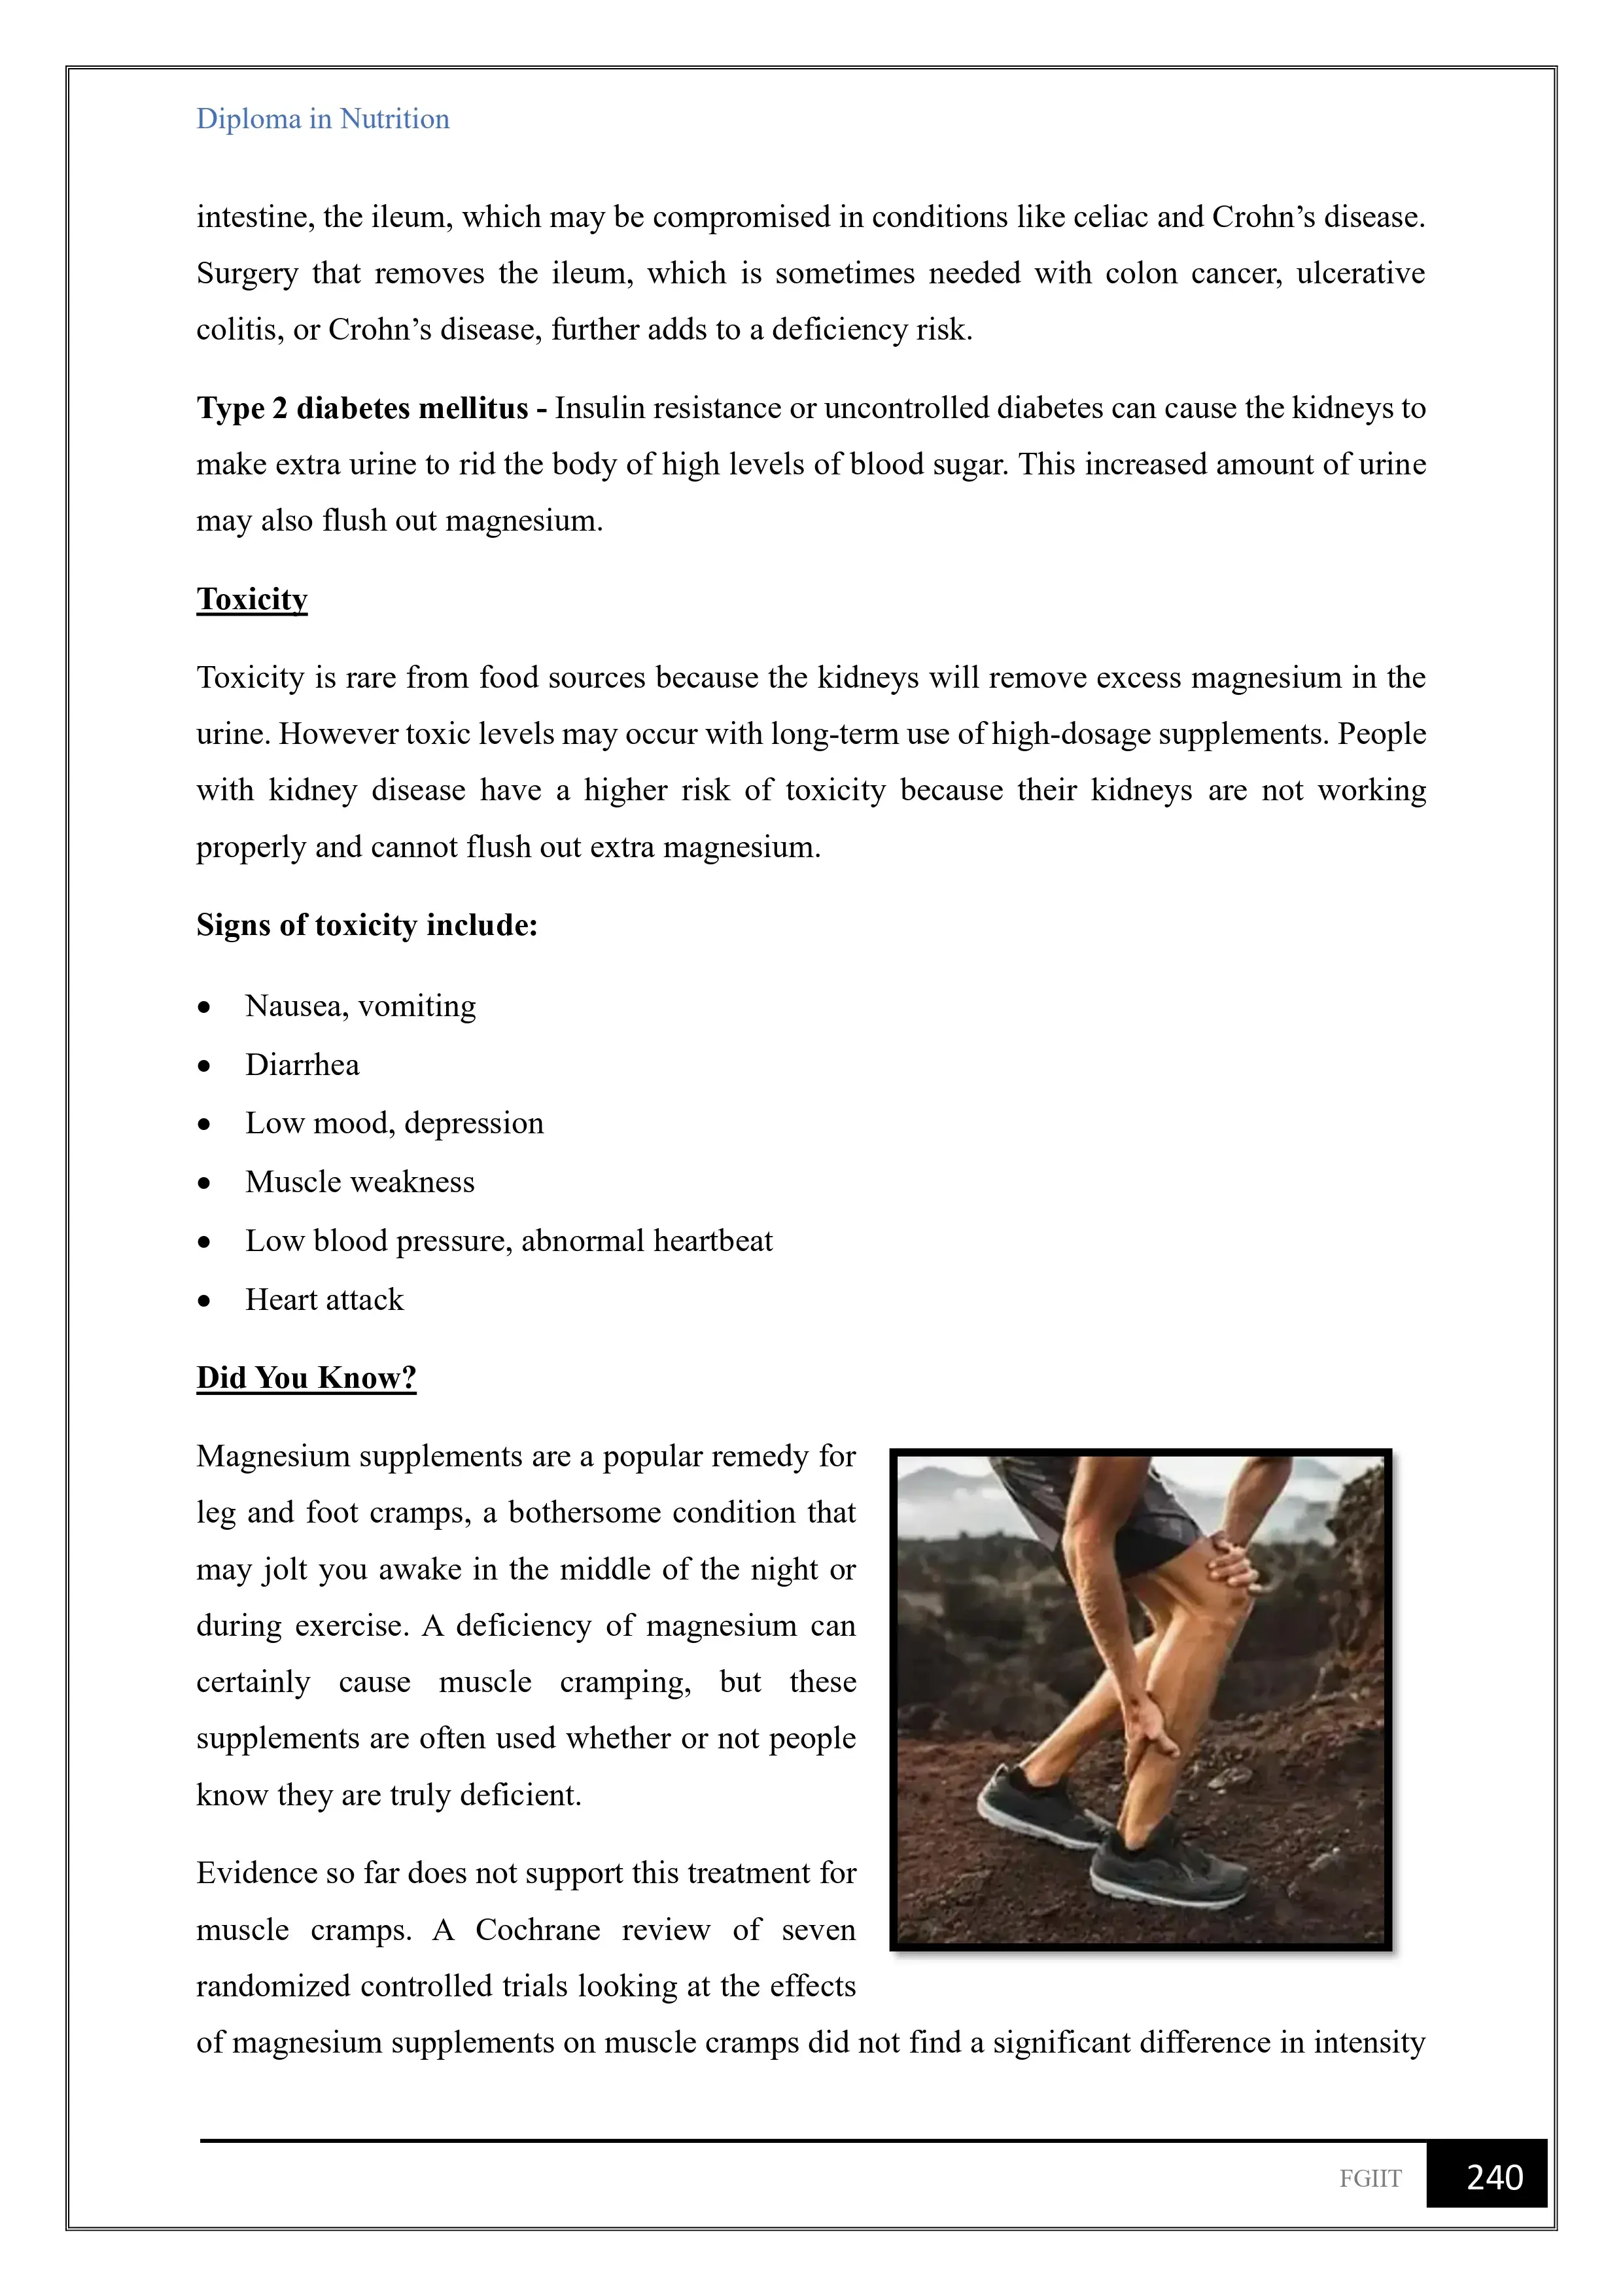 Diploma in Nutrition
intestine, the ileum, which may be compromised in conditions like celiac and Crohn’s disease.
Surgery that removes the ileum, which is sometimes needed with colon cancer, ulcerative
colitis, or Crohn’s disease, further adds to a deficiency risk.
Type 2 diabetes mellitus - Insulin resistance or uncontrolled diabetes can cause the kidneys to
make extra urine to rid the body of high levels of blood sugar. This increased amount of urine
may also flush out magnesium.
Toxicity
Toxicity is rare from food sources because the kidneys will remove excess magnesium in the
urine. However toxic levels may occur with long-term use of high-dosage supplements. People
with kidney disease have a higher risk of toxicity because their kidneys are not working
properly and cannot flush out extra magnesium.
Signs of toxicity include:
• Nausea, vomiting
• Diarrhea
• Low mood, depression
• Muscle weakness
• Low blood pressure, abnormal heartbeat
• Heart attack
Did You Know?
Magnesium supplements are a popular remedy for
leg and foot cramps, a bothersome condition that
may jolt you awake in the middle of the night or
during exercise. A deficiency of magnesium can
certainly cause muscle cramping, but these
supplements are often used whether or not people
know they are truly deficient.
Evidence so far does not support this treatment for
muscle cramps. A Cochrane review of seven
randomized controlled trials looking at the effects
of magnesium supplements on muscle cramps did not find a significant difference in intensity
FGIIT
240